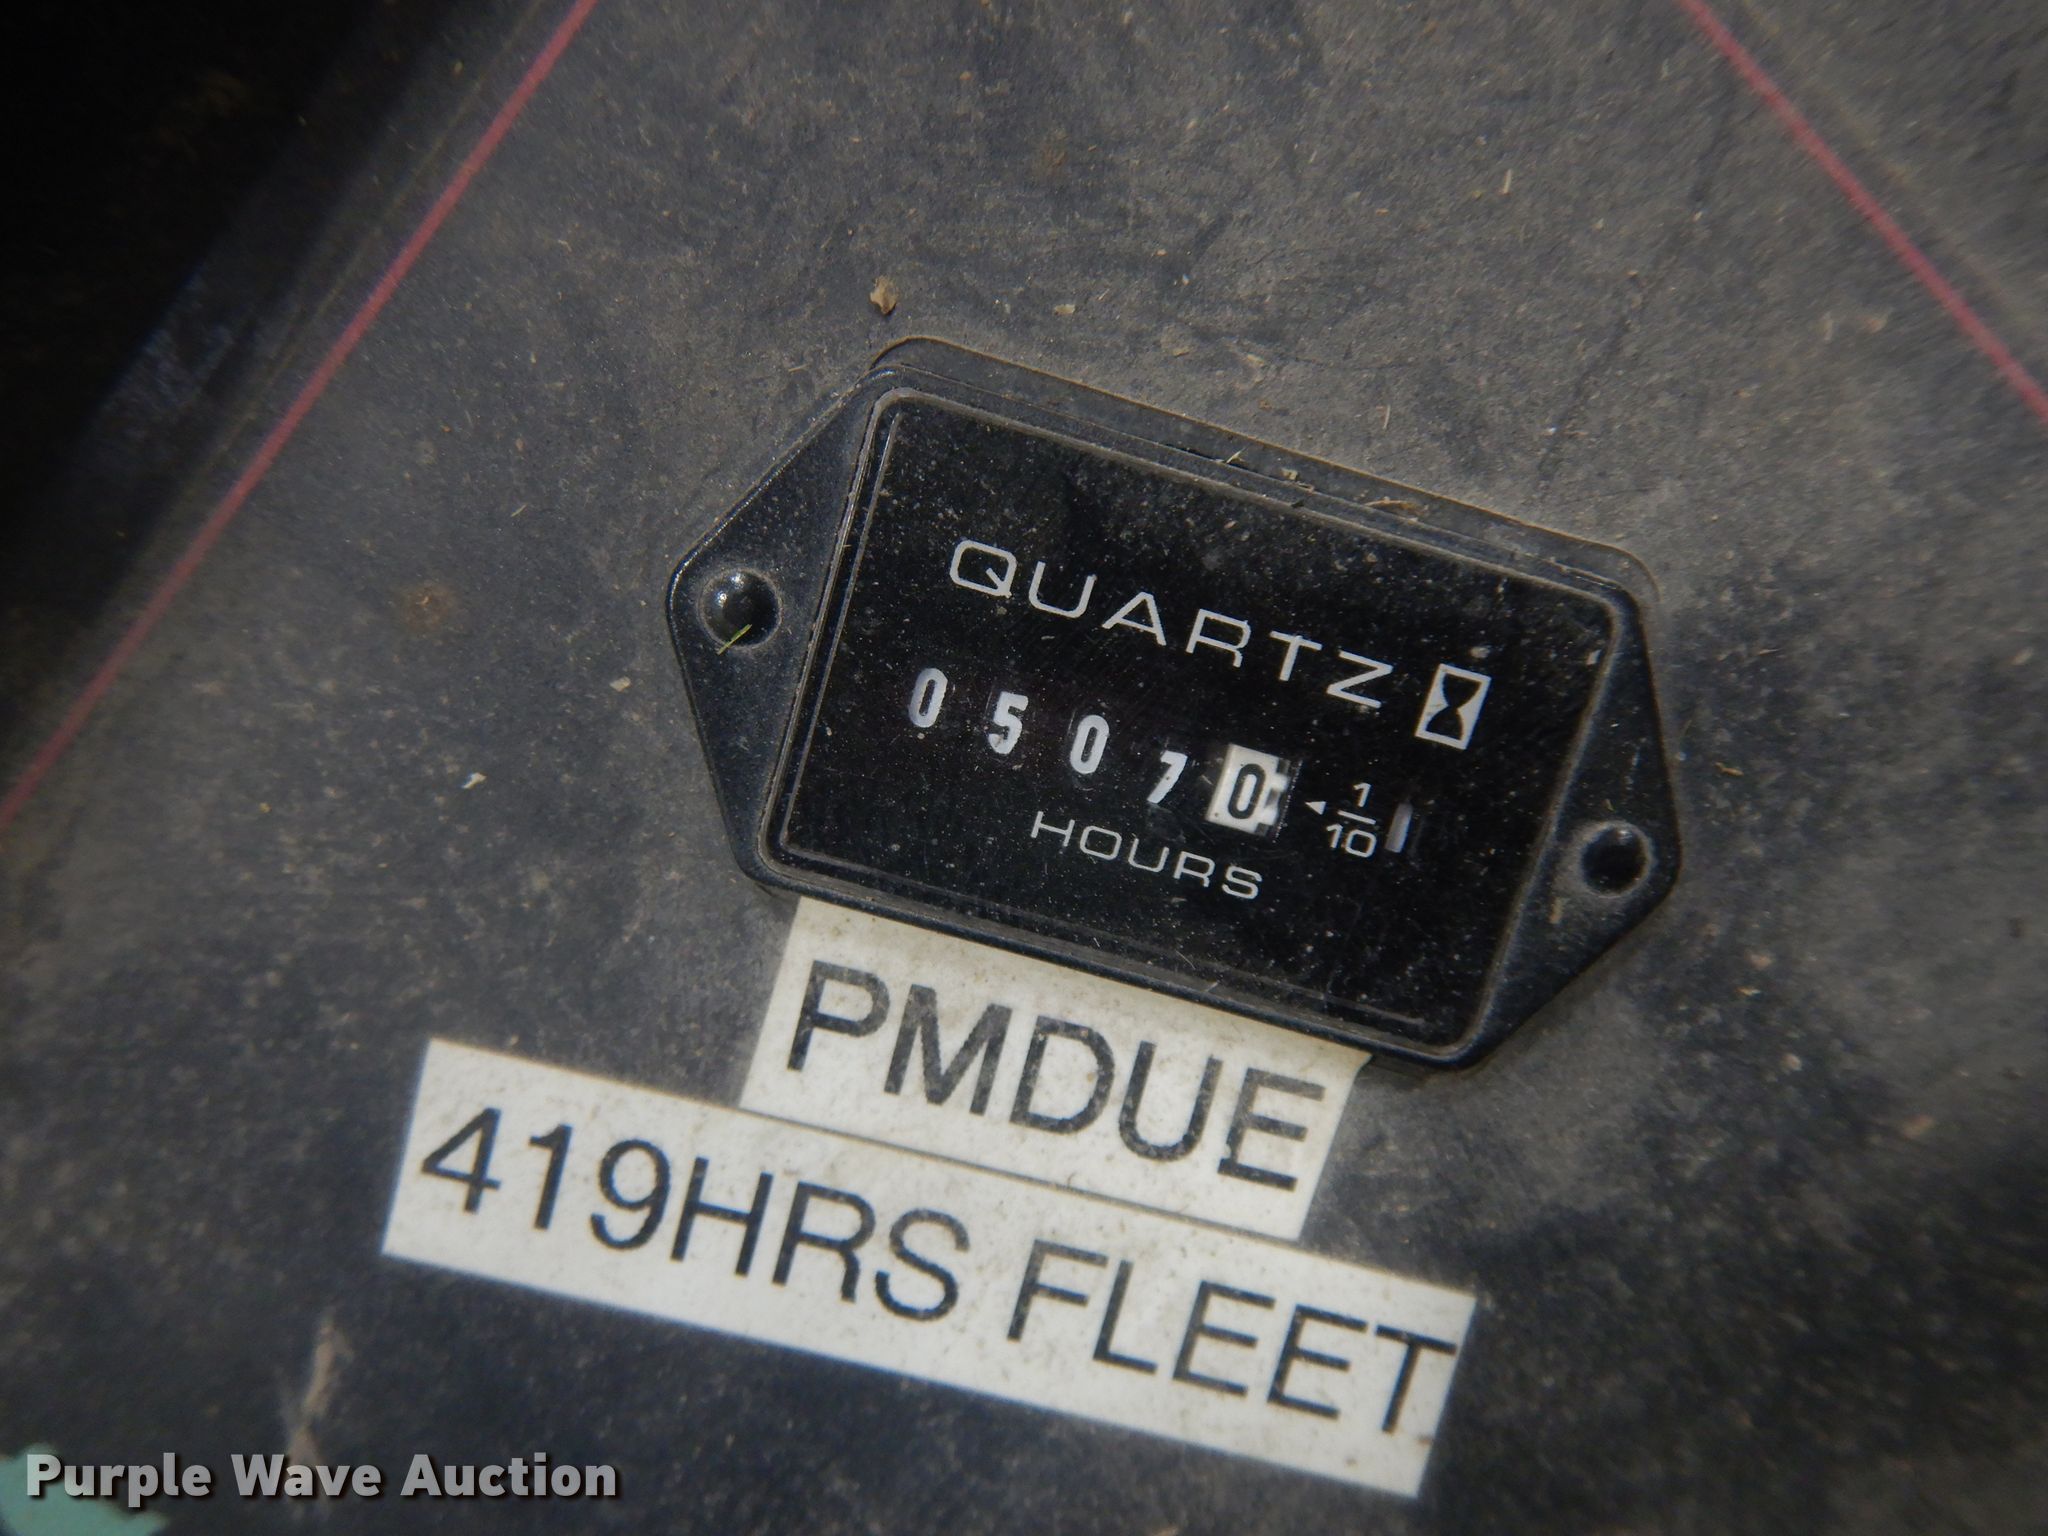 QUARTZ
05070 1/10
HOURS
PMDUE
419HRS FLEET
Purple Wave Auction